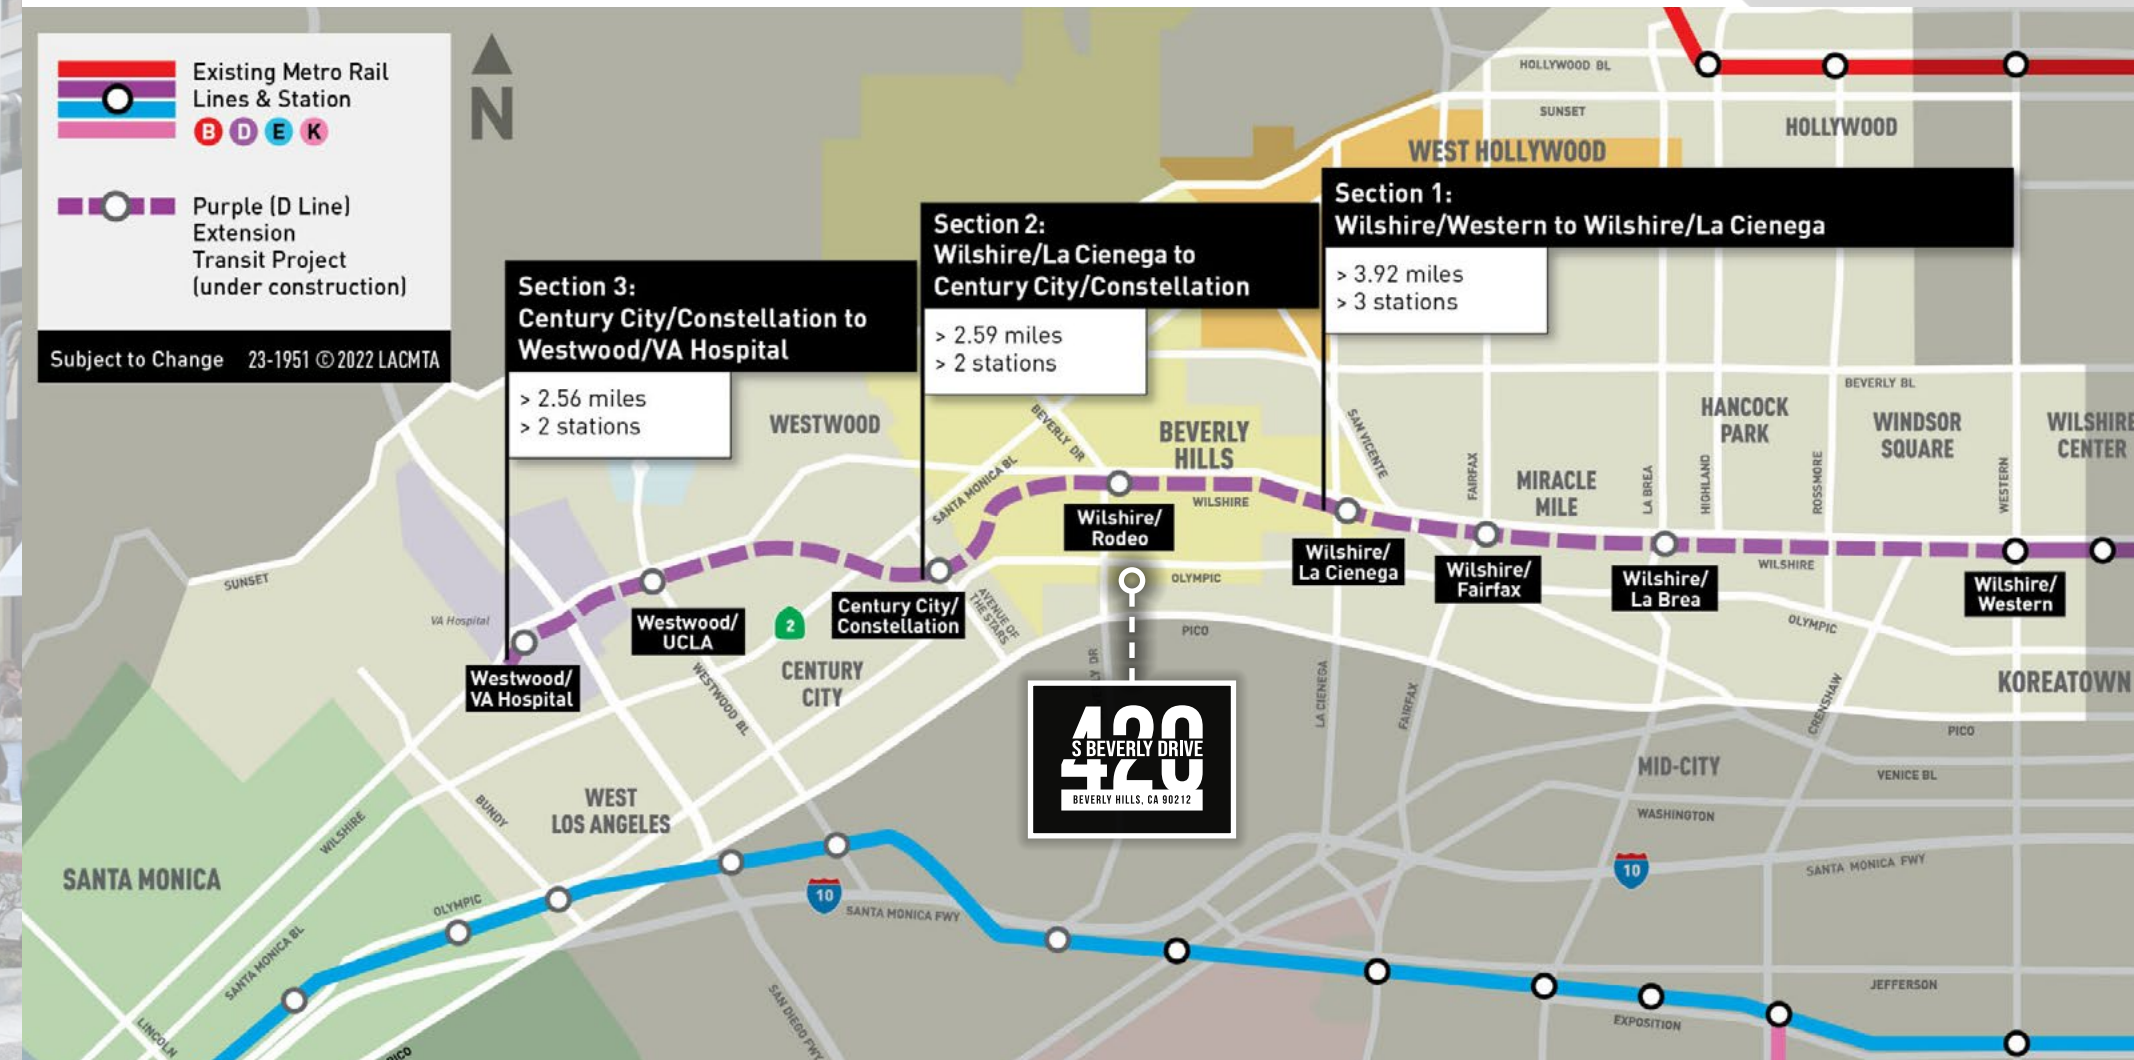 Existing Metro Rail
Lines & Station
B D E K
Purple (D Line)
Extension
Transit Project
(under construction)
Subject to Change 23-1951 © 2022 LACMTA
N
Section 3:
Century City/Constellation to
Westwood/VA Hospital
> 2.56 miles
> 2 stations
Section 2:
Wilshire/La Cienega to
Century City/Constellation
> 2.59 miles
> 2 stations
Section 1:
Wilshire/Western to Wilshire/La Cienega
> 3.92 miles
> 3 stations
HOLLYWOOD BL
SUNSET
HOLLYWOOD
WEST HOLLYWOOD
BEVERLY BL
WESTWOOD
BEVERLY DR
BEVERLY
HILLS
SANTA MONICA BL
WILSHIRE
SAN VICENTE
FAIRFAX
MIRACLE
MILE
LA BREA
HIGHLAND
HANCOCK
PARK
ROSSMORE
WINDSOR
SQUARE
WESTERN
WILSHIRE
CENTER
Wilshire/
Rodeo
Wilshire/
La Cienega
Wilshire/
Fairfax
Wilshire/
La Brea
WILSHIRE
Wilshire/
Western
SUNSET
VA Hospital
Westwood/
VA Hospital
Westwood/
UCLA
2
Century City/
Constellation
AVENUE OF
THE STARS
OLYMPIC
PICO
OLYMPIC
KOREATOWN
WESTWOOD BL
CENTURY
CITY
LY DR
LA CIENEGA
FAIRFAX
CRENSHAW
PICO
420
S BEVERLY DRIVE
BEVERLY HILLS, CA 90212
MID-CITY
VENICE BL
WASHINGTON
WEST
LOS ANGELES
BUNDY
WILSHIRE
SANTA MONICA
OLYMPIC
SANTA MONICA BL
10
SANTA MONICA FWY
10
SANTA MONICA FWY
LINCOLN
ICO
SAN DIEGO FWY
JEFFERSON
EXPOSITION